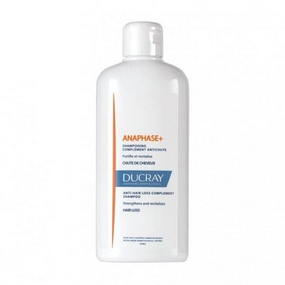 ANAPHASE+
SHAMPOOING
COMPLÉMENT ANTICHUTE
Fortifie et revitalise
CHUTE DE CHEVEUX
DUCRAY
ANTI-HAIR LOSS COMPLEMENT
SHAMPOO
Strengthens and revitalizes
HAIR LOSS